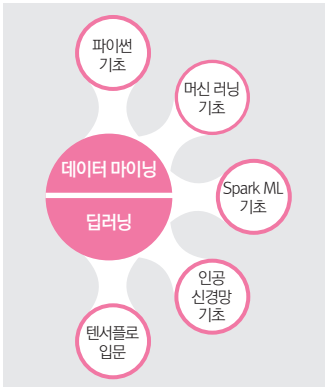 파이썬
기초
머신 러닝
기초
데이터 마이닝
Spark ML
기초
딥러닝
인공
신경망
기초
텐서플로
입문